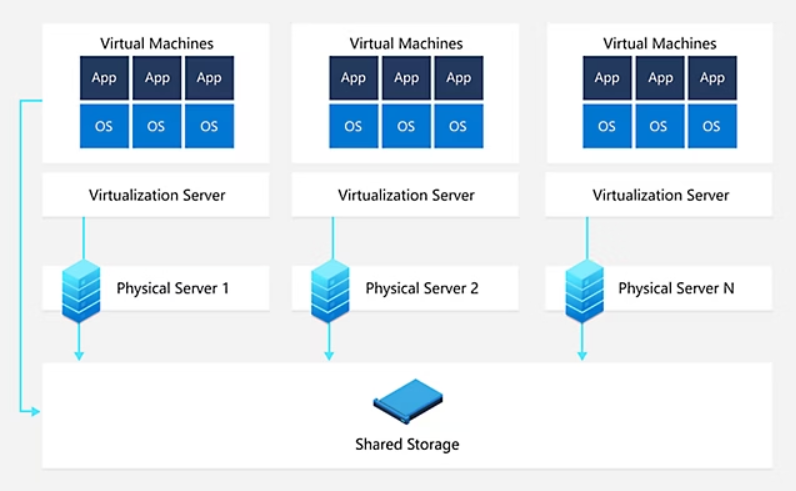 Virtual Machines
App App App
OS OS OS
Virtualization Server
Physical Server 1
Virtual Machines
App App App
OS OS OS
Virtualization Server
Physical Server 2
Virtual Machines
App App App
OS OS OS
Virtualization Server
Physical Server N
Shared Storage